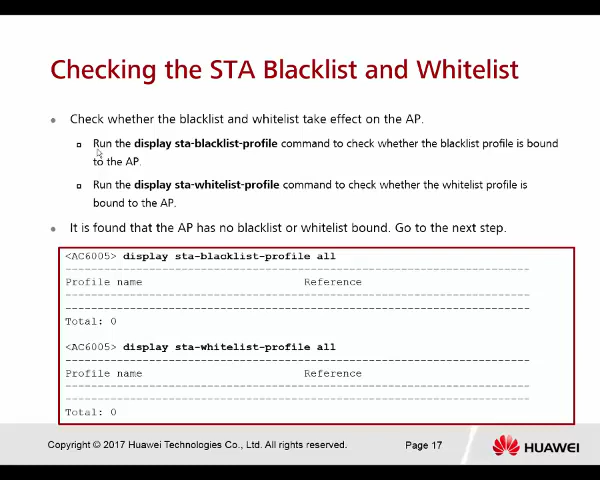 Checking the STA Blacklist and Whitelist
Check whether the blacklist and whitelist take effect on the AP.
Run the display sta-blacklist-profile command to check whether the blacklist profile is bound
to the AP.
Run the display sta-whitelist-profile command to check whether the whitelist profile is
bound to the AP.
It is found that the AP has no blacklist or whitelist bound. Go to the next step.
<AC6005> display sta-blacklist-profile all
--------------------------------------------------------------------------------
Profile name Reference
--------------------------------------------------------------------------------
--------------------------------------------------------------------------------
Total: 0
<AC6005> display sta-whitelist-profile all
--------------------------------------------------------------------------------
Profile name Reference
--------------------------------------------------------------------------------
--------------------------------------------------------------------------------
Total: 0
Copyright © 2017 Huawei Technologies Co., Ltd. All rights reserved. Page 17 HUAWEI